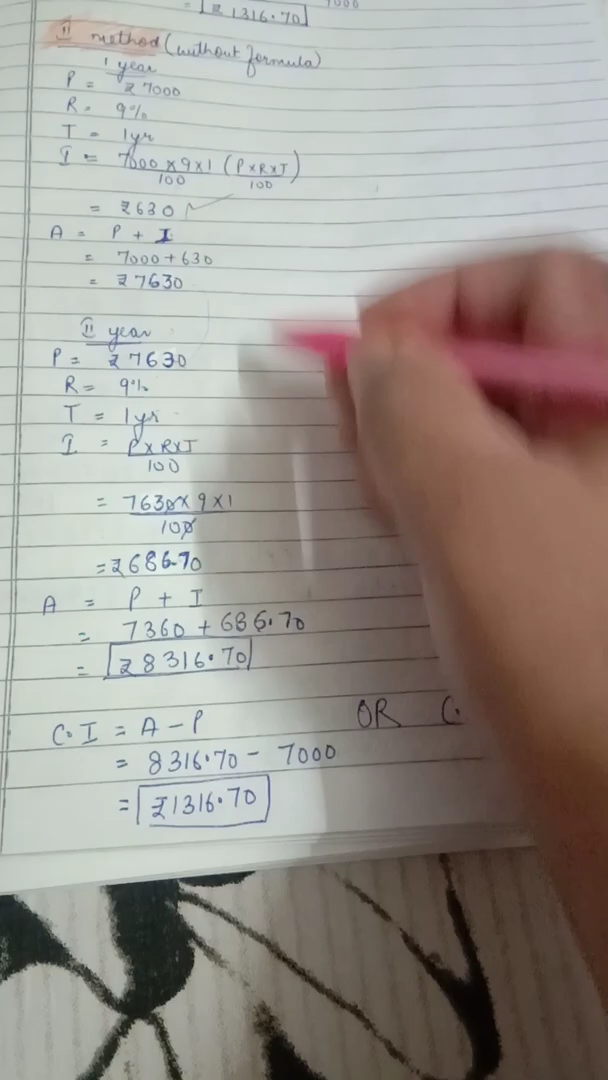 = ₹1316.70
7000
II method (without formula)
1 year
P = ₹7000
R = 9%
T = 1yr
I = 7000 × 9 × 1 (P×R×T)
100 100
= ₹630
A = P + I
= 7000 + 630
= ₹7630
II year
P = ₹7630
R = 9%
T = 1yr
I = P×R×T
100
= 7630 × 9 × 1
100
= ₹686.70
A = P + I
= 7360 + 686.70
= ₹8316.70
C.I = A - P OR C.
= 8316.70 - 7000
= ₹1316.70